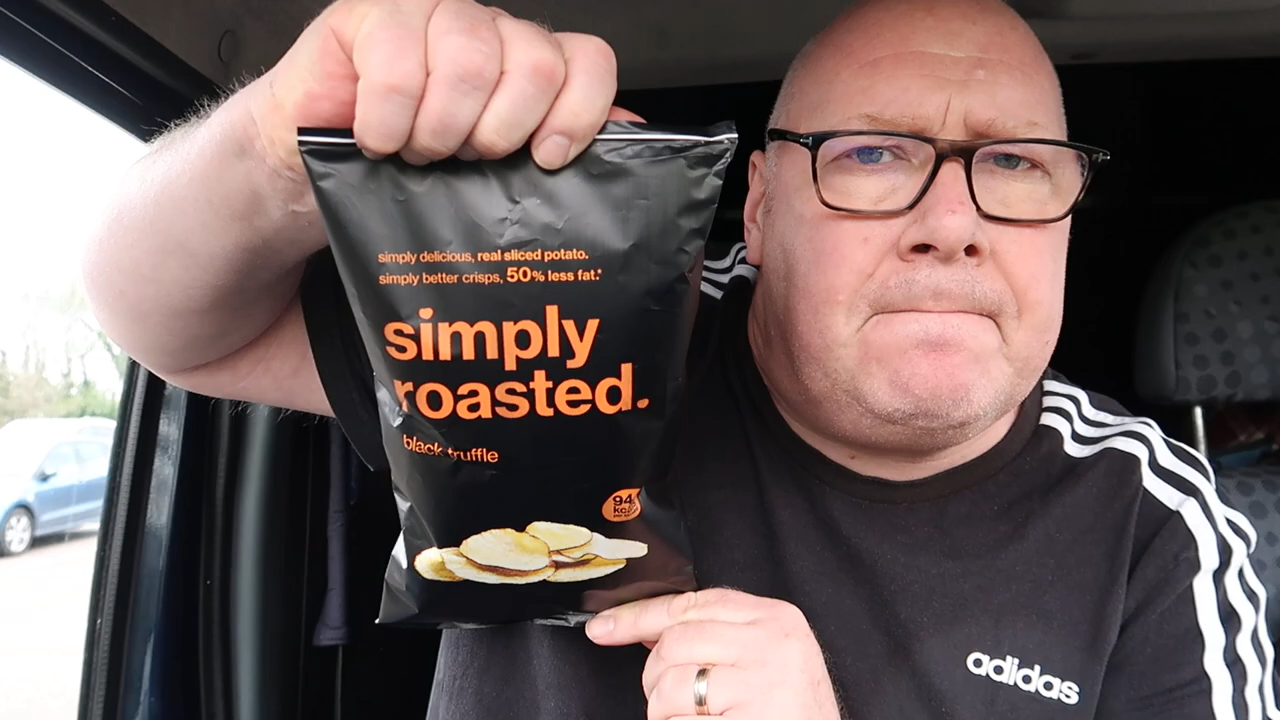 simply delicious, real sliced potato.
simply better crisps, 50% less fat.*
simply
roasted.
black truffle
94
kcal
adidas